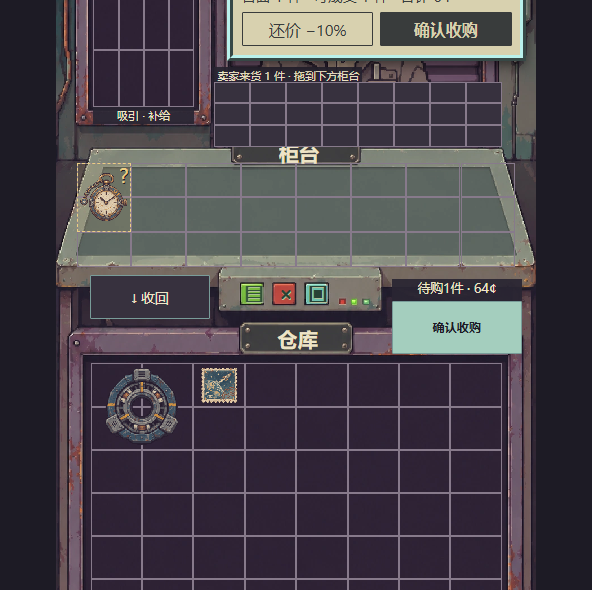 还价 −10%
确认收购
卖家来货 1 件 · 拖到下方柜台
吸引 · 补给
柜台
?
↓ 收回
待购1件 · 64¢
确认收购
仓库